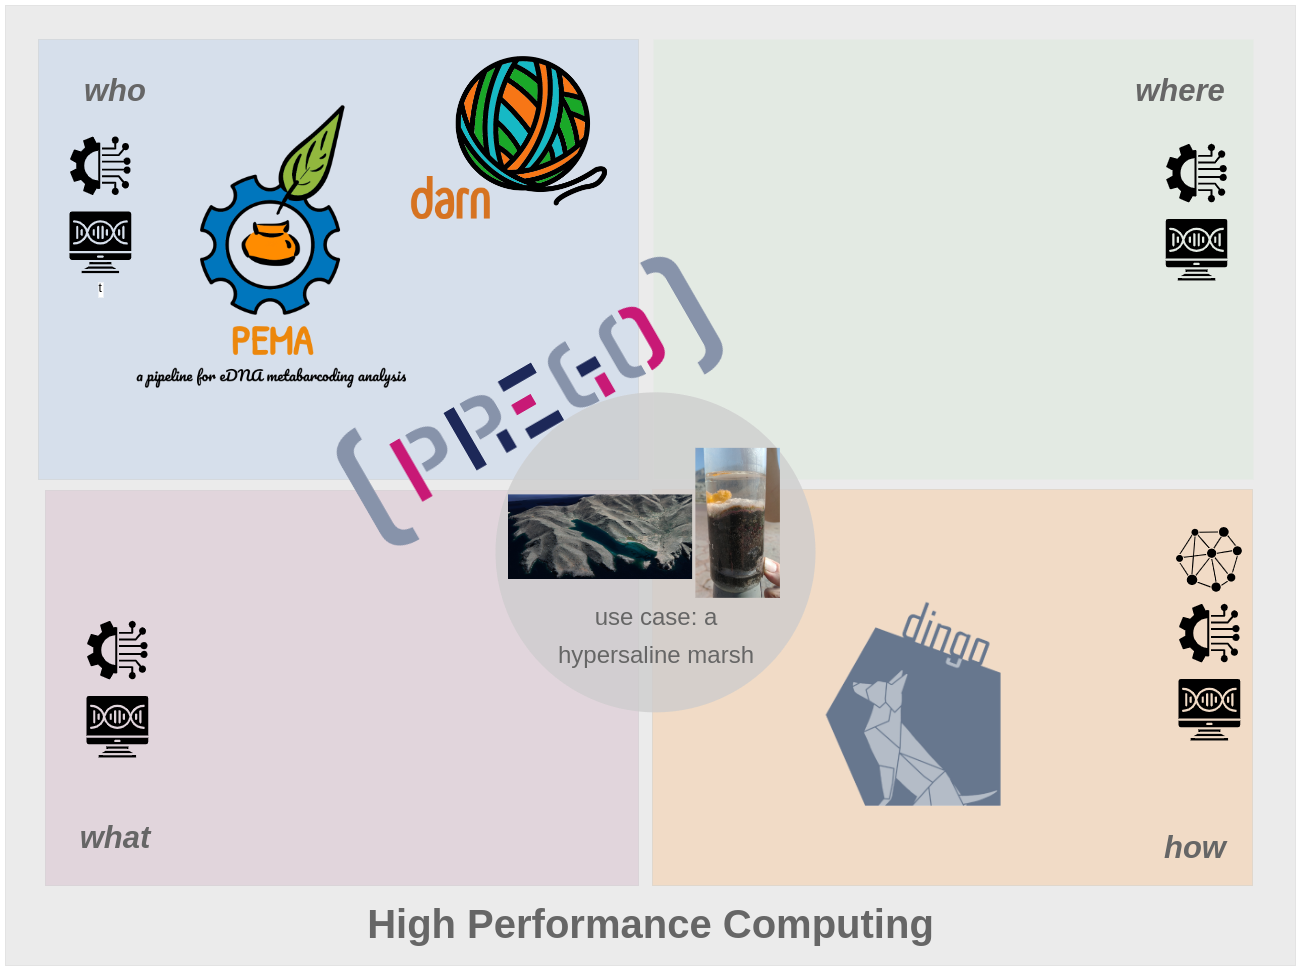 who
where
darn
t
PEMA
a pipeline for eDNA metabarcoding analysis
PREGO
use case: a
hypersaline marsh
dingo
what
how
High Performance Computing